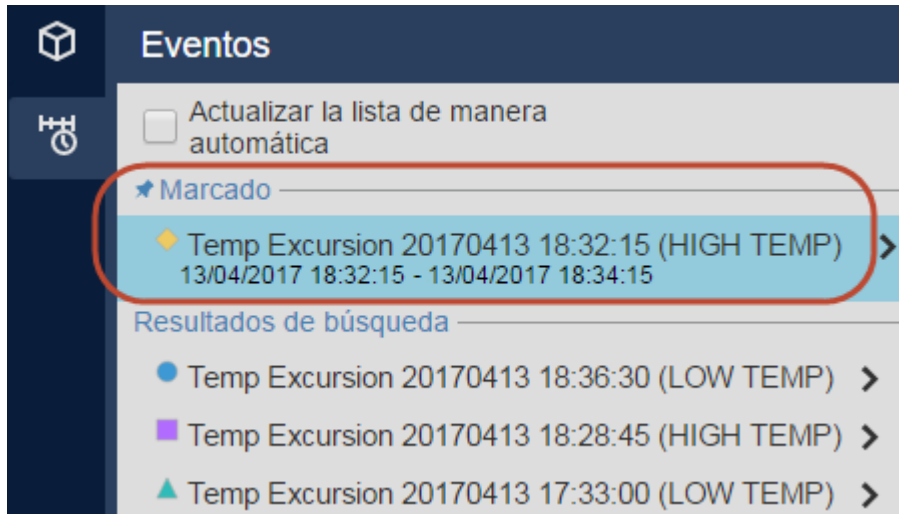 Eventos
Actualizar la lista de manera
automática
Marcado
Temp Excursion 20170413 18:32:15 (HIGH TEMP)
13/04/2017 18:32:15 - 13/04/2017 18:34:15
Resultados de búsqueda
Temp Excursion 20170413 18:36:30 (LOW TEMP)
Temp Excursion 20170413 18:28:45 (HIGH TEMP)
Temp Excursion 20170413 17:33:00 (LOW TEMP)